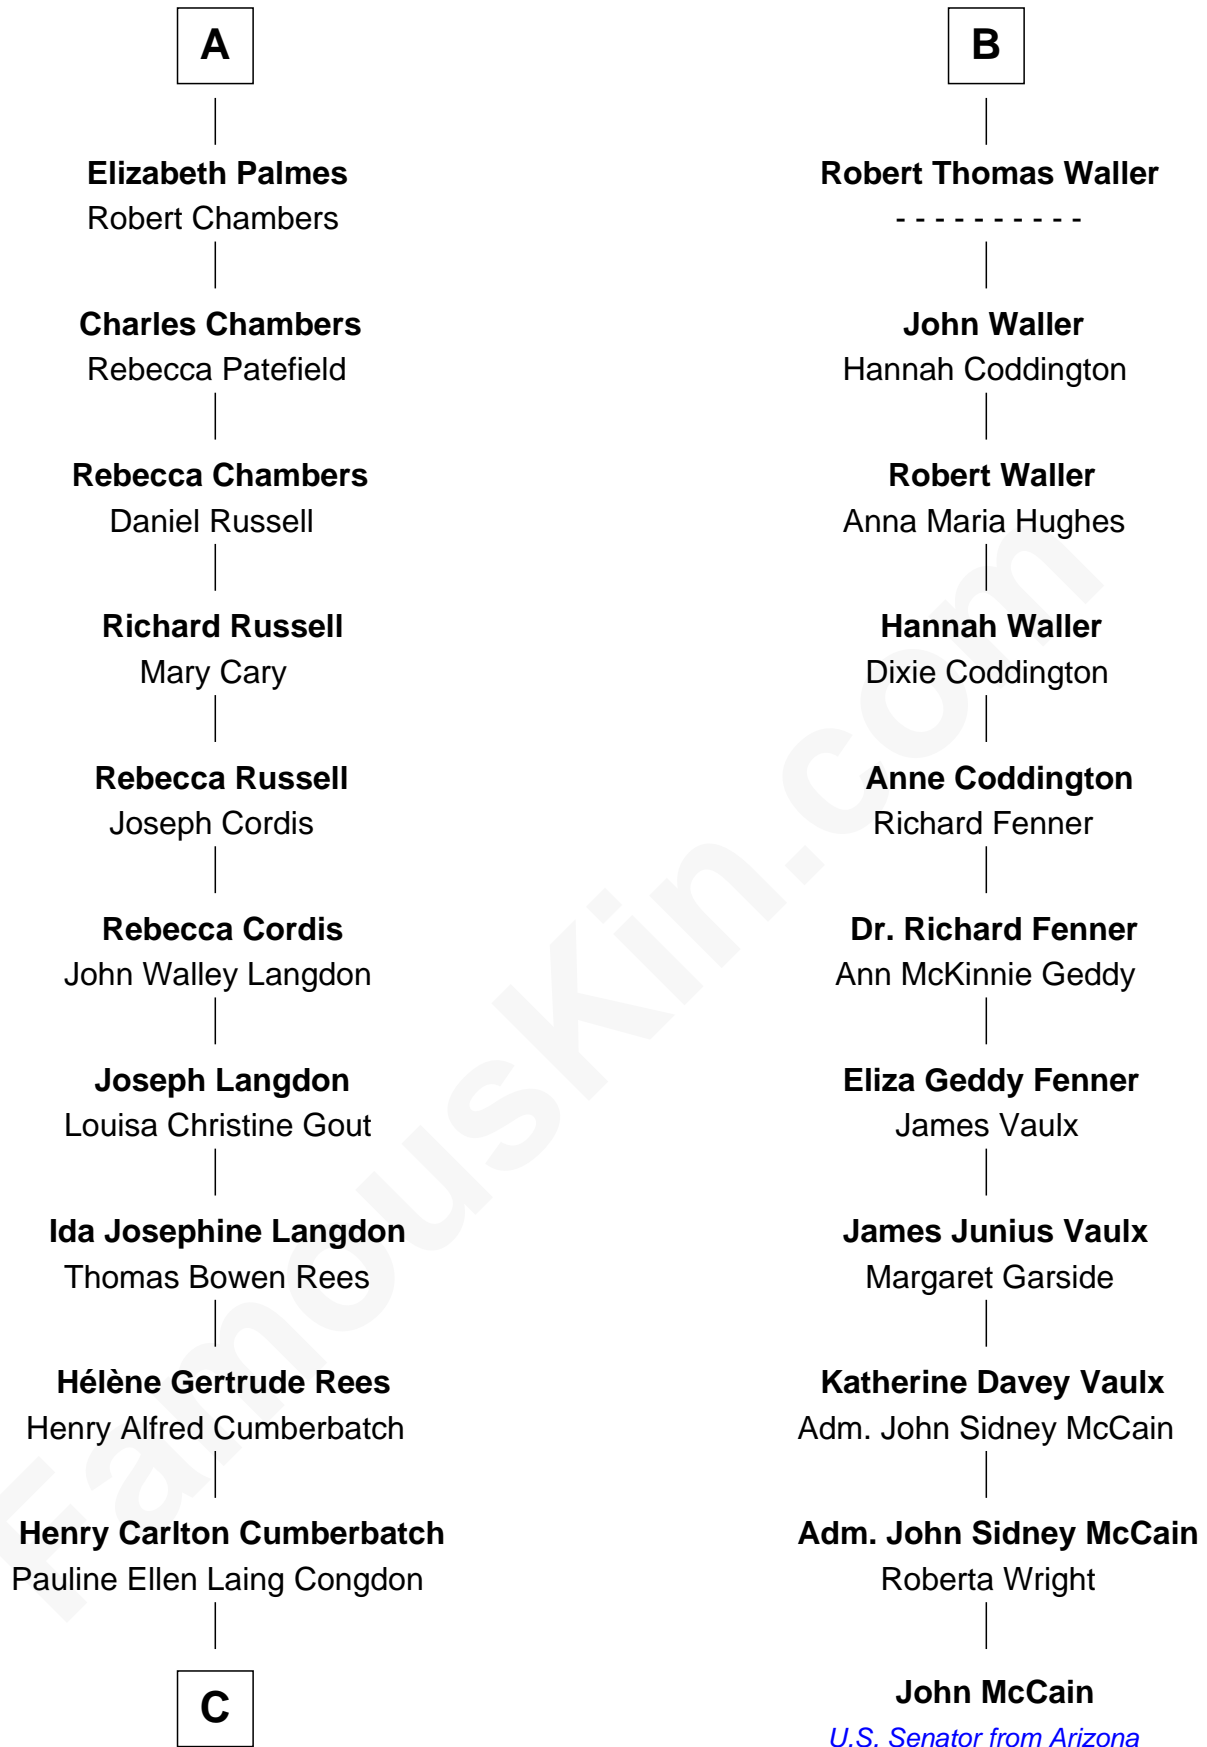 A
Elizabeth Palmes
Robert Chambers
Charles Chambers
Rebecca Patefield
Rebecca Chambers
Daniel Russell
Richard Russell
Mary Cary
Rebecca Russell
Joseph Cordis
Rebecca Cordis
John Walley Langdon
Joseph Langdon
Louisa Christine Gout
Ida Josephine Langdon
Thomas Bowen Rees
Hélène Gertrude Rees
Henry Alfred Cumberbatch
Henry Carlton Cumberbatch
Pauline Ellen Laing Congdon
C
B
Robert Thomas Waller
- - - - - - - - - -
John Waller
Hannah Coddington
Robert Waller
Anna Maria Hughes
Hannah Waller
Dixie Coddington
Anne Coddington
Richard Fenner
Dr. Richard Fenner
Ann McKinnie Geddy
Eliza Geddy Fenner
James Vaulx
James Junius Vaulx
Margaret Garside
Katherine Davey Vaulx
Adm. John Sidney McCain
Adm. John Sidney McCain
Roberta Wright
John McCain
U.S. Senator from Arizona
FamousKin.com